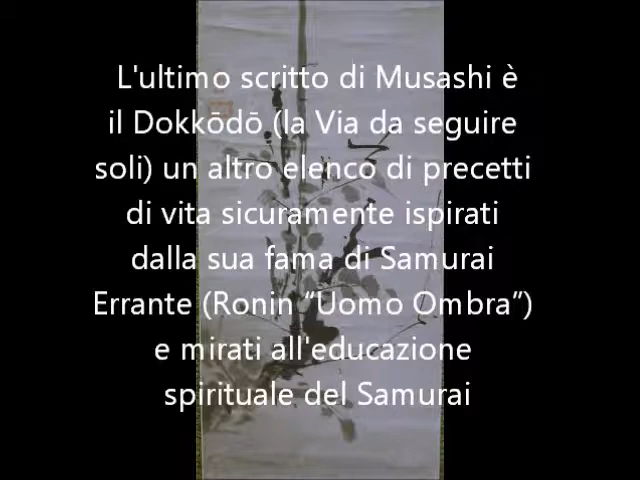 L'ultimo scritto di Musashi è
il Dokkōdō (la Via da seguire
soli) un altro elenco di precetti
di vita sicuramente ispirati
dalla sua fama di Samurai
Errante (Ronin “Uomo Ombra”)
e mirati all'educazione
spirituale del Samurai